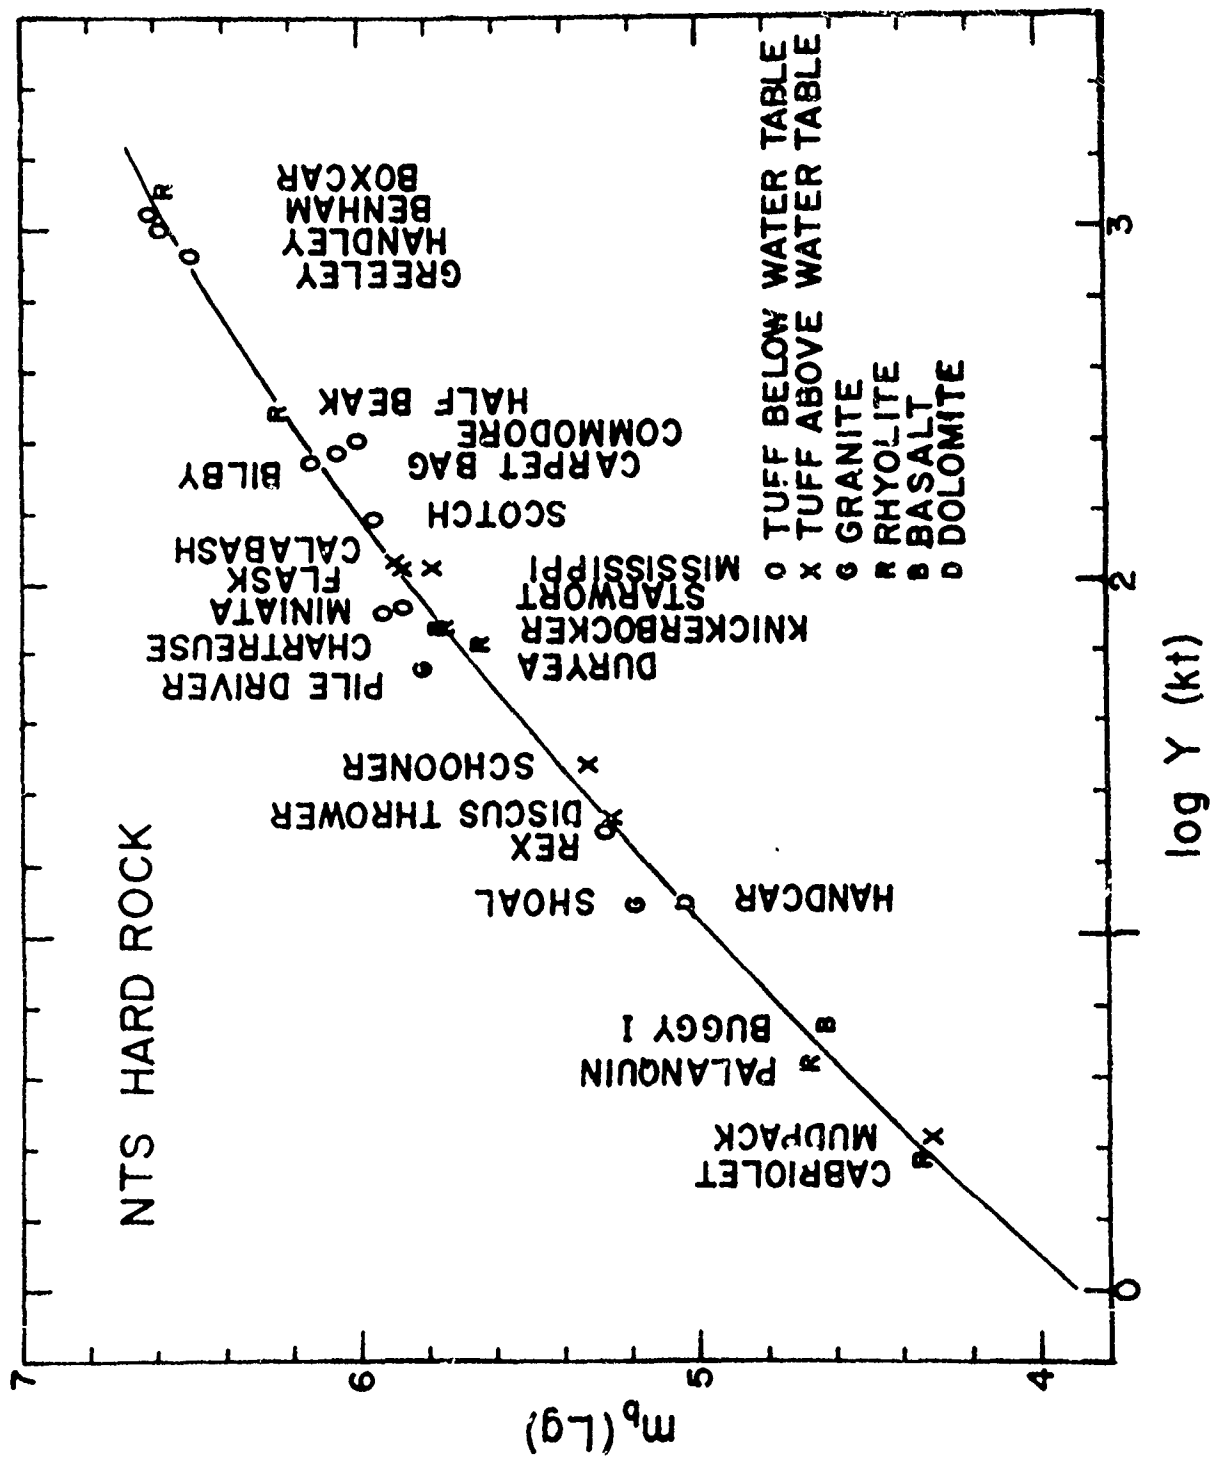 NTS HARD ROCK
BOXCAR
BENHAM
HANDLEY
GREELEY
HALF BEAK
COMMODORE
CARPET BAG
BILBY
SCOTCH
CALABASH
FLASK
MINIATA
CHARTREUSE
PILE DRIVER
MISSISSIPPI
STARWORT
KNICKERBOCKER
DURYEA
SCHOONER
DISCUS THROWER
REX
SHOAL
HANDCAR
BUGGY I
PALANQUIN
MUDPACK
CABRIOLET
O TUFF BELOW WATER TABLE
X TUFF ABOVE WATER TABLE
G GRANITE
R RHYOLITE
B BASALT
D DOLOMITE
7
6
5
4
m_b (Lg)
0
1
2
3
log Y (kt)